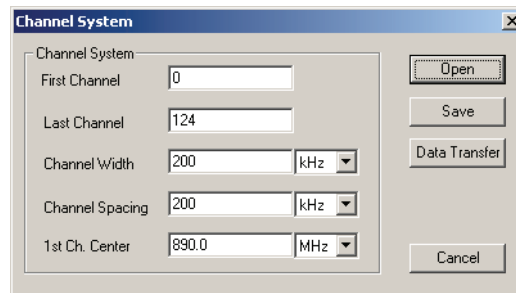 Channel System
Channel System
First Channel 0
Last Channel 124
Channel Width 200 kHz
Channel Spacing 200 kHz
1st Ch. Center 890.0 MHz
Open
Save
Data Transfer
Cancel